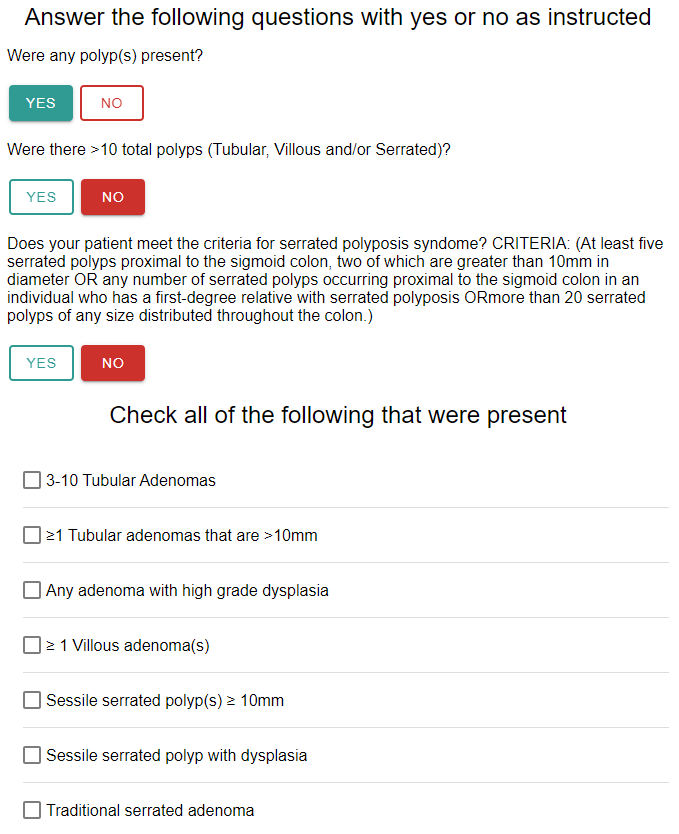 Answer the following questions with yes or no as instructed
Were any polyp(s) present?
YES NO
Were there >10 total polyps (Tubular, Villous and/or Serrated)?
YES NO
Does your patient meet the criteria for serrated polyposis syndome? CRITERIA: (At least five
serrated polyps proximal to the sigmoid colon, two of which are greater than 10mm in
diameter OR any number of serrated polyps occurring proximal to the sigmoid colon in an
individual who has a first-degree relative with serrated polyposis ORmore than 20 serrated
polyps of any size distributed throughout the colon.)
YES NO
Check all of the following that were present
3-10 Tubular Adenomas
≥1 Tubular adenomas that are >10mm
Any adenoma with high grade dysplasia
≥ 1 Villous adenoma(s)
Sessile serrated polyp(s) ≥ 10mm
Sessile serrated polyp with dysplasia
Traditional serrated adenoma